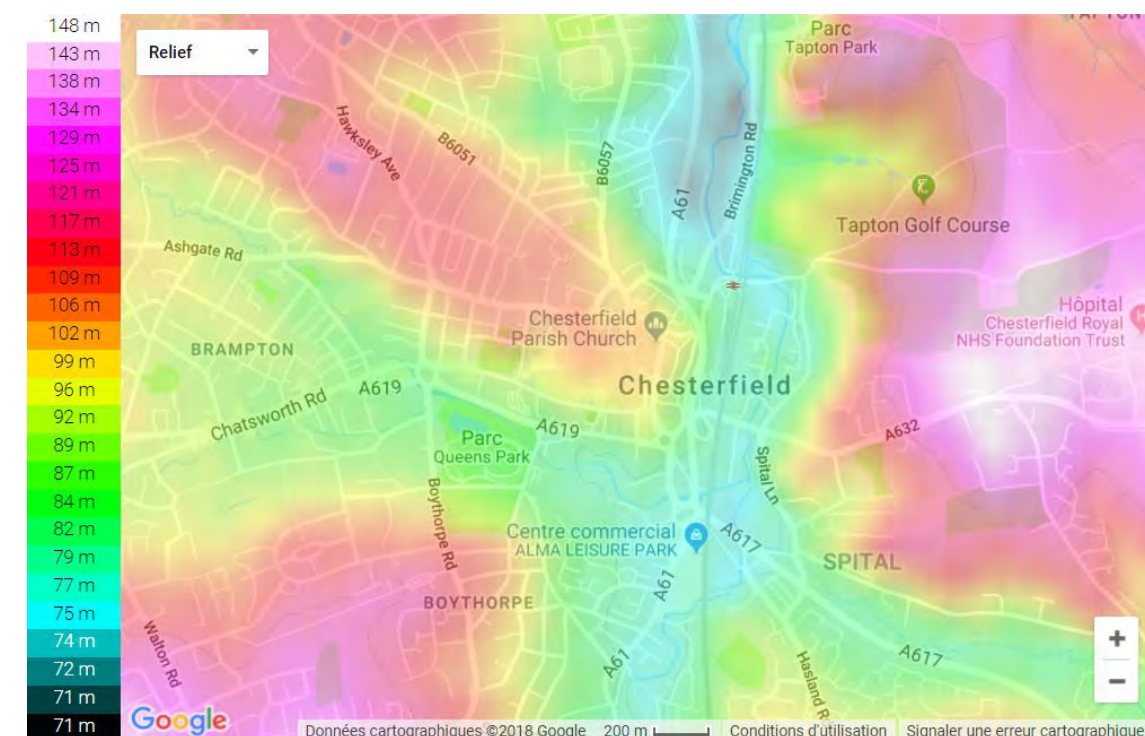 148 m
143 m
138 m
134 m
129 m
125 m
121 m
117 m
113 m
109 m
106 m
102 m
99 m
96 m
92 m
89 m
87 m
84 m
82 m
79 m
77 m
75 m
74 m
72 m
71 m
71 m
Relief
Parc
Tapton Park
Hawksley Ave
B6051
B6057
A61
Brimington Rd
Tapton Golf Course
Ashgate Rd
Chesterfield
Parish Church
Hôpital
Chesterfield Royal
NHS Foundation Trust
BRAMPTON
A619
Chesterfield
Chatsworth Rd
A619
A632
Parc
Queens Park
Spital Ln
Boythorpe Rd
Centre commercial
ALMA LEISURE PARK
A617
SPITAL
A61
BOYTHORPE
Walton Rd
A61
A617
Hasland R
+
−
Google
Données cartographiques ©2018 Google
200 m
Conditions d'utilisation
Signaler une erreur cartographique